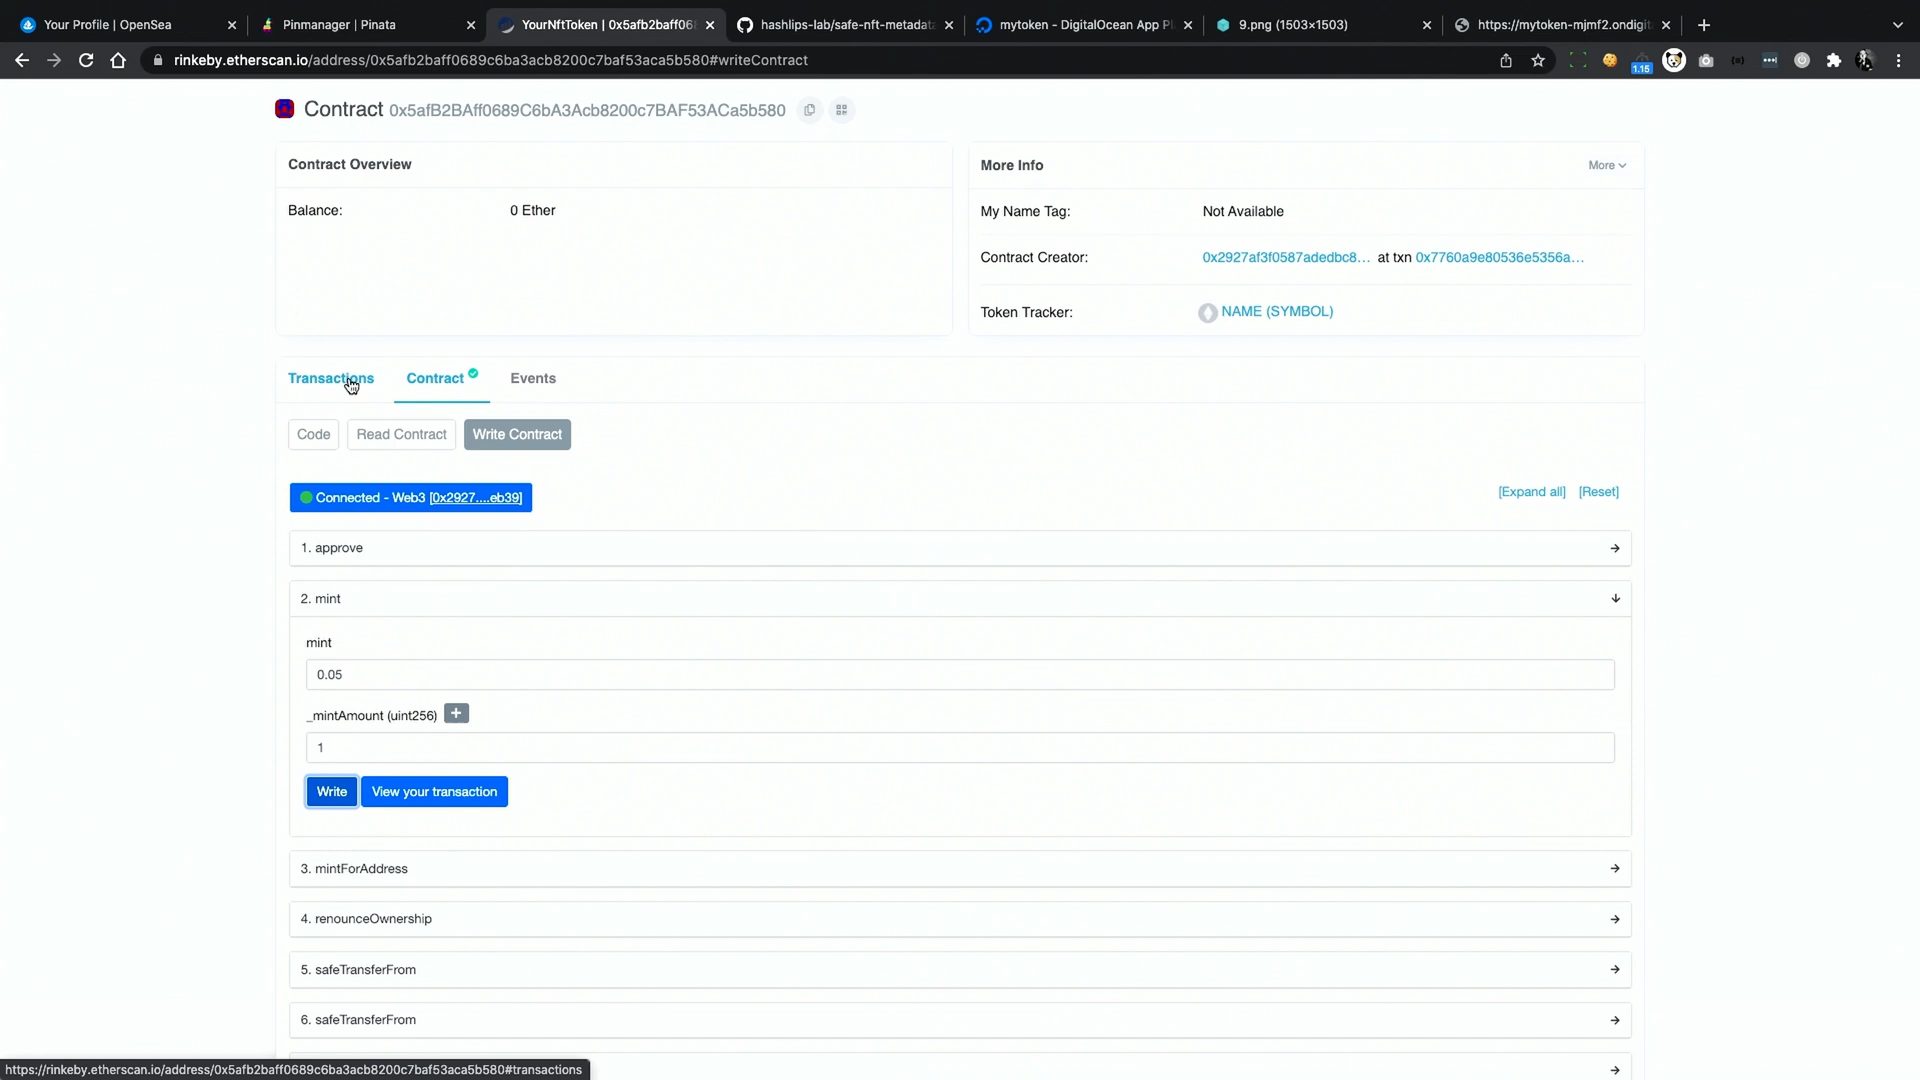 Your Profile | OpenSea
Pinmanager | Pinata
YourNftToken | 0x5afb2baff068
hashlips-lab/safe-nft-metadata
mytoken - DigitalOcean App Pl
9.png (1503×1503)
https://mytoken-mjmf2.ondigit
rinkeby.etherscan.io/address/0x5afb2baff0689c6ba3acb8200c7baf53aca5b580#writeContract
1.15
Contract 0x5afB2BAff0689C6bA3Acb8200c7BAF53ACa5b580
Contract Overview
Balance:
0 Ether
More Info
More
My Name Tag:
Not Available
Contract Creator:
0x2927af3f0587adedbc8... at txn 0x7760a9e80536e5356a...
Token Tracker:
NAME (SYMBOL)
Transactions
Contract
Events
Code
Read Contract
Write Contract
Connected - Web3 [0x2927....eb39]
[Expand all] [Reset]
1. approve
2. mint
mint
0.05
_mintAmount (uint256)
1
Write
View your transaction
3. mintForAddress
4. renounceOwnership
5. safeTransferFrom
6. safeTransferFrom
https://rinkeby.etherscan.io/address/0x5afb2baff0689c6ba3acb8200c7baf53aca5b580#transactions